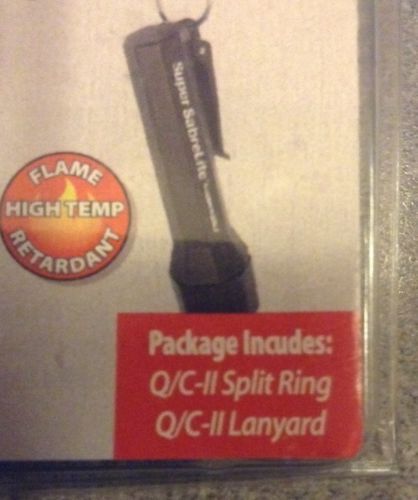 Super SabreLite
FLAME
HIGH TEMP
RETARDANT
Package Incudes:
Q/C-II Split Ring
Q/C-II Lanyard